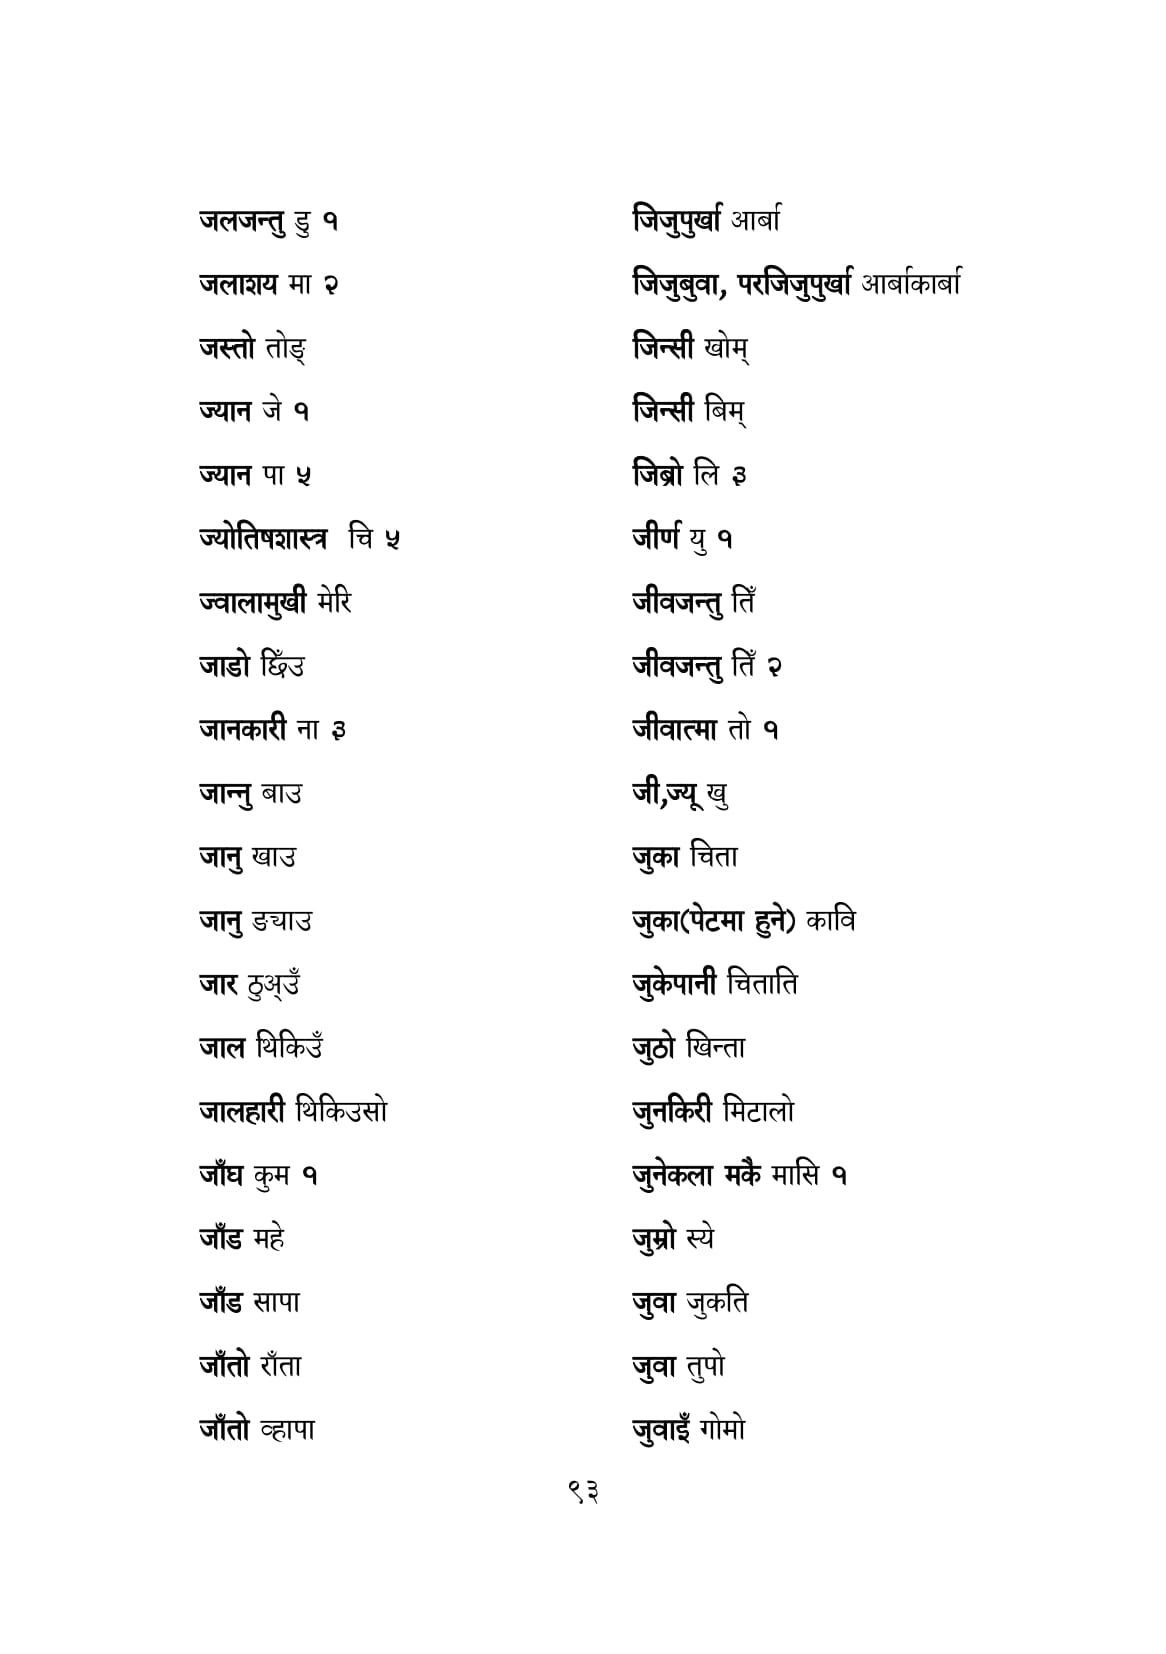 जलजन्तु डु १
जलाशय मा २
जस्तो तोङ्
ज्यान जे १
ज्यान पा ५
ज्योतिषशास्त्र चि ५
ज्वालामुखी मेरि
जाडो छिँउ
जानकारी ना ३
जान्नु बाउ
जानु खाउ
जानु ङ्याउ
जार ठुअ्उँ
जाल थिकिउँ
जालहारी थिकिउसो
जाँघ कुम १
जाँड महे
जाँड सापा
जाँतो राँता
जाँतो व्हापा
जिजुपुर्खा आर्बा
जिजुबुवा, परजिजुपुर्खा आर्बाकार्बा
जिन्सी खोम्
जिन्सी बिम्
जिब्रो लि ३
जीर्ण यु १
जीवजन्तु तिँ
जीवजन्तु तिँ २
जीवात्मा तो १
जी,ज्यू खु
जुका चिता
जुका(पेटमा हुने) कावि
जुकेपानी चिताति
जुठो खिन्ता
जुनकिरी मिटालो
जुनेकला मकै मासि १
जुम्रो स्ये
जुवा जुकति
जुवा तुपो
जुवाइँ गोमो
९३